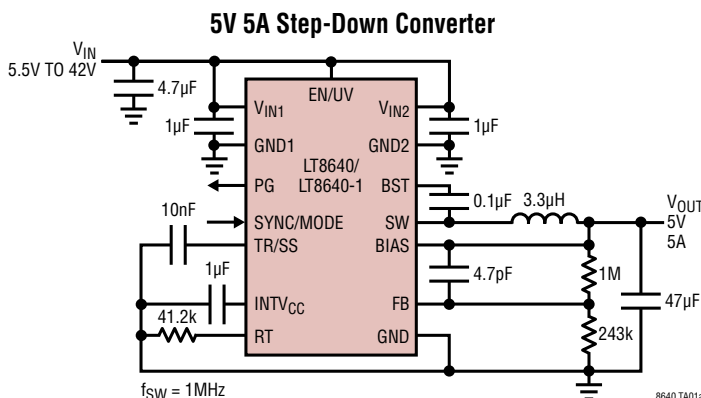 5V 5A Step-Down Converter
VIN
5.5V TO 42V
4.7µF
EN/UV
VIN1
VIN2
1µF
1µF
GND1
GND2
LT8640/
LT8640-1
PG
BST
0.1µF
3.3µH
VOUT
5V
5A
10nF
SYNC/MODE
SW
TR/SS
BIAS
1µF
4.7pF
1M
INTVCC
FB
47µF
41.2k
RT
GND
243k
fSW = 1MHz
8640 TA01a